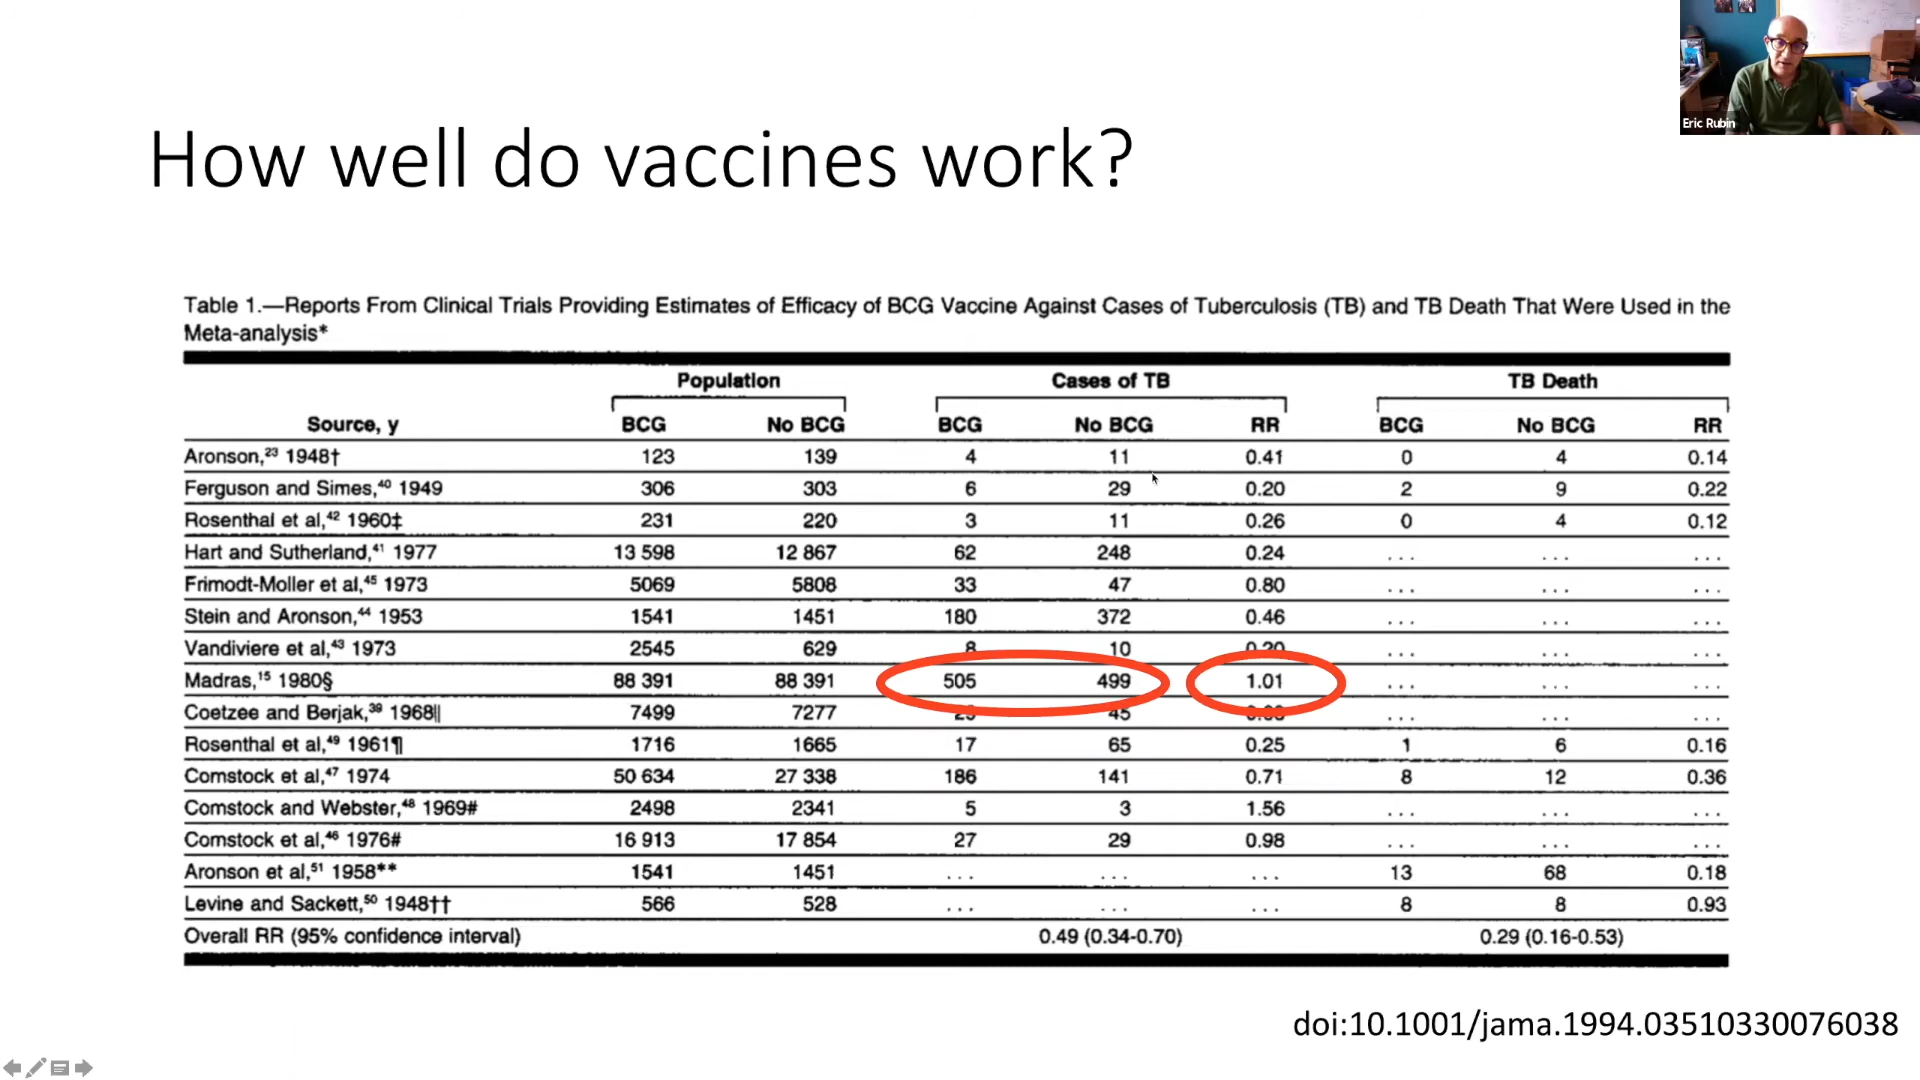 Eric Rubin
How well do vaccines work?
Table 1.—Reports From Clinical Trials Providing Estimates of Efficacy of BCG Vaccine Against Cases of Tuberculosis (TB) and TB Death That Were Used in the
Meta-analysis*
Population Cases of TB TB Death
Source, y BCG No BCG BCG No BCG RR BCG No BCG RR
Aronson,²³ 1948† 123 139 4 11 0.41 0 4 0.14
Ferguson and Simes,⁴⁰ 1949 306 303 6 29 0.20 2 9 0.22
Rosenthal et al,⁴² 1960‡ 231 220 3 11 0.26 0 4 0.12
Hart and Sutherland,⁴¹ 1977 13 598 12 867 62 248 0.24 ... ... ...
Frimodt-Moller et al,⁴⁵ 1973 5069 5808 33 47 0.80 ... ... ...
Stein and Aronson,⁴⁴ 1953 1541 1451 180 372 0.46 ... ... ...
Vandiviere et al,⁴³ 1973 2545 629 8 10 0.20 ... ... ...
Madras,¹⁵ 1980§ 88 391 88 391 505 499 1.01 ... ... ...
Coetzee and Berjak,³⁹ 1968|| 7499 7277 45 ... ... ...
Rosenthal et al,⁴⁹ 1961¶ 1716 1665 17 65 0.25 1 6 0.16
Comstock et al,⁴⁷ 1974 50 634 27 338 186 141 0.71 8 12 0.36
Comstock and Webster,⁴⁸ 1969# 2498 2341 5 3 1.56 ... ... ...
Comstock et al,⁴⁶ 1976# 16 913 17 854 27 29 0.98 ... ... ...
Aronson et al,⁵¹ 1958** 1541 1451 ... ... ... 13 68 0.18
Levine and Sackett,⁵⁰ 1948†† 566 528 ... ... ... 8 8 0.93
Overall RR (95% confidence interval) 0.49 (0.34-0.70) 0.29 (0.16-0.53)
doi:10.1001/jama.1994.03510330076038